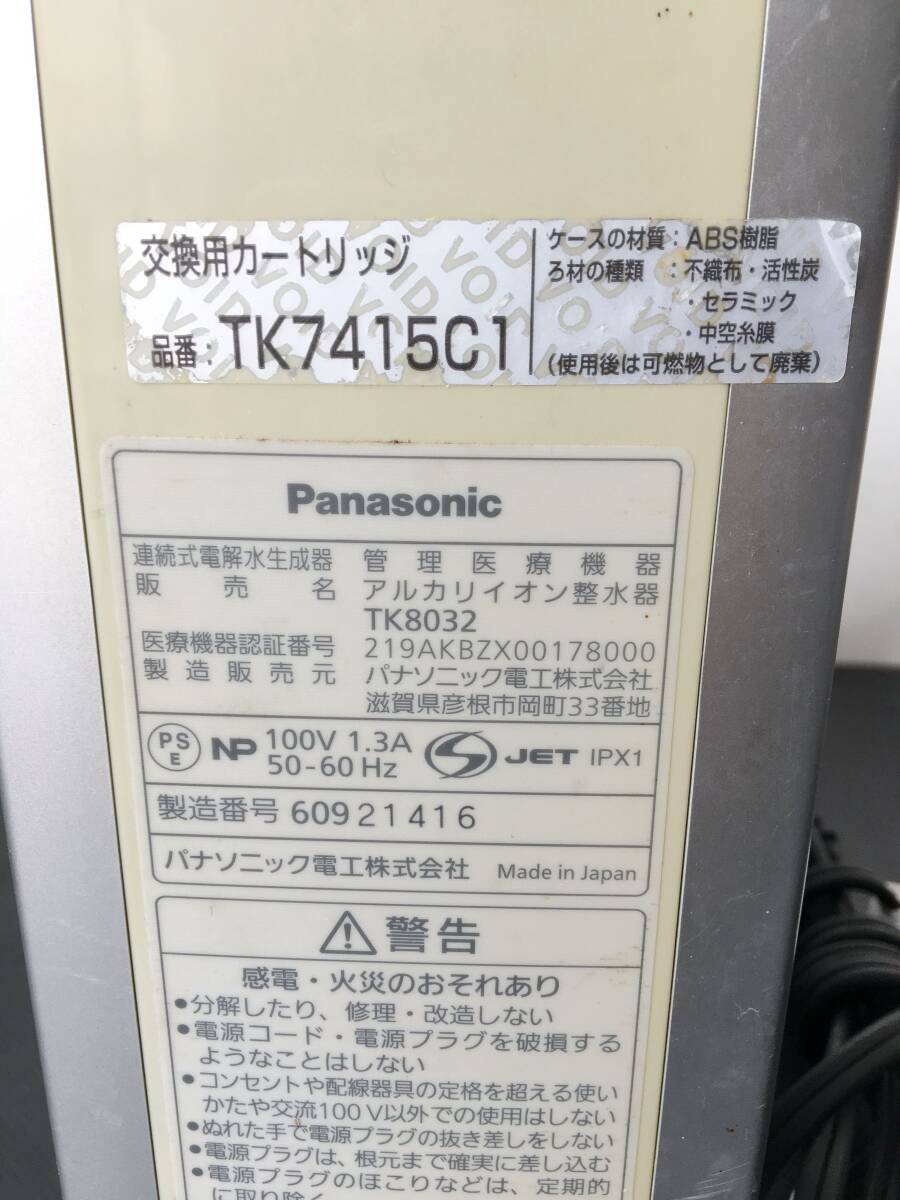 交換用カートリッジ
品番: TK7415C1
ケースの材質:ABS樹脂
ろ材の種類 :不織布・活性炭
・セラミック
・中空糸膜
(使用後は可燃物として廃棄)
Panasonic
連続式電解水生成器 管理医療機器
販売名 アルカリイオン整水器
TK8032
医療機器認証番号 219AKBZX00178000
製造販売元 パナソニック電工株式会社
滋賀県彦根市岡町33番地
PS E NP 100V 1.3A 50-60Hz S JET IPX1
製造番号 60921416
パナソニック電工株式会社 Made in Japan
警告
感電・火災のおそれあり
●分解したり、修理・改造しない
●電源コード・電源プラグを破損する
ようなことはしない
●コンセントや配線器具の定格を超える使い
かたや交流100V以外での使用はしない
●ぬれた手で電源プラグの抜き差しをしない
●電源プラグは、根元まで確実に差し込む
●電源プラグのほこりなどは、定期的
に取り除く